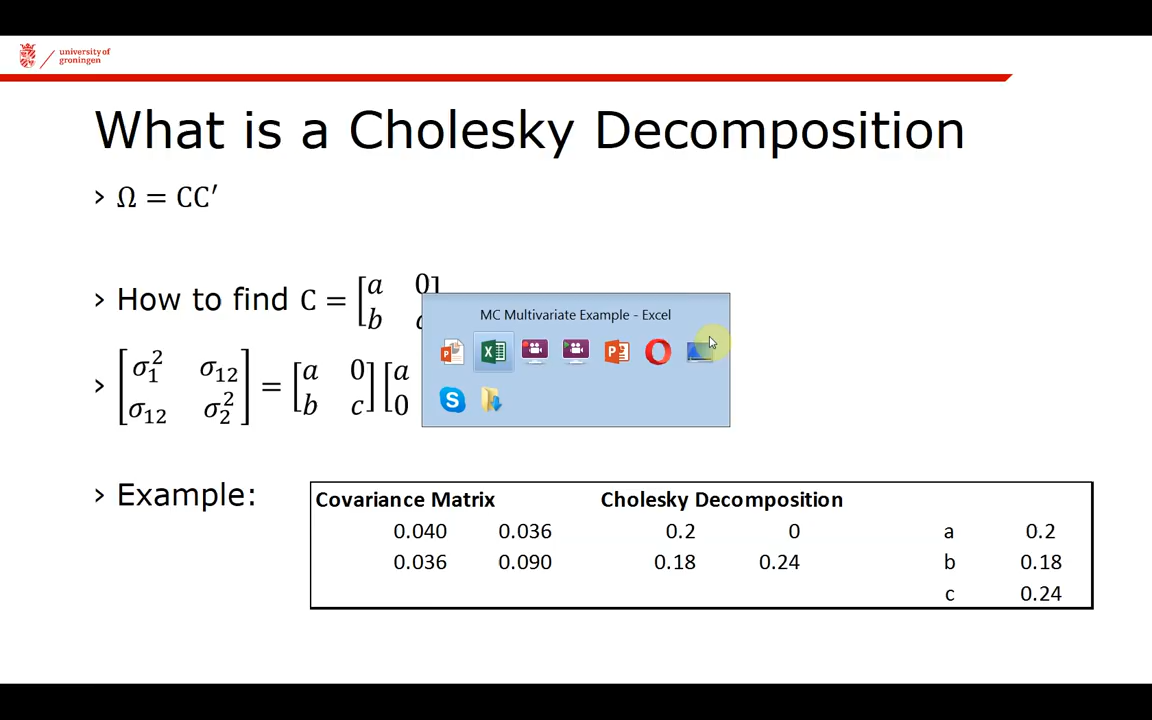 university of
groningen
What is a Cholesky Decomposition
› Ω = CC′
› How to find C = [a 0]
[b c
› [σ₁² σ₁₂] = [a 0] [a
[σ₁₂ σ₂²] [b c] [0
MC Multivariate Example - Excel
› Example:
Covariance Matrix Cholesky Decomposition
0.040 0.036 0.2 0 a 0.2
0.036 0.090 0.18 0.24 b 0.18
c 0.24